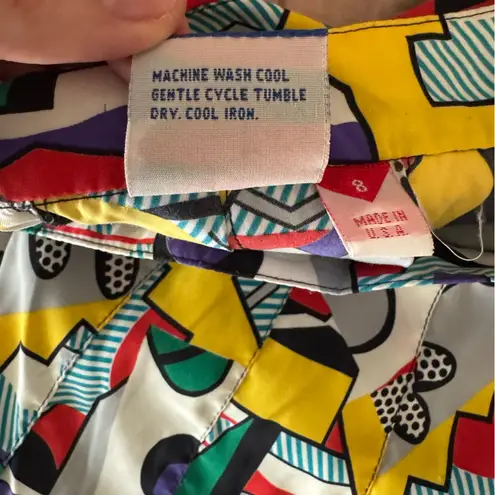 MACHINE WASH COOL
GENTLE CYCLE TUMBLE
DRY. COOL IRON.
8
MADE IN
U.S.A.